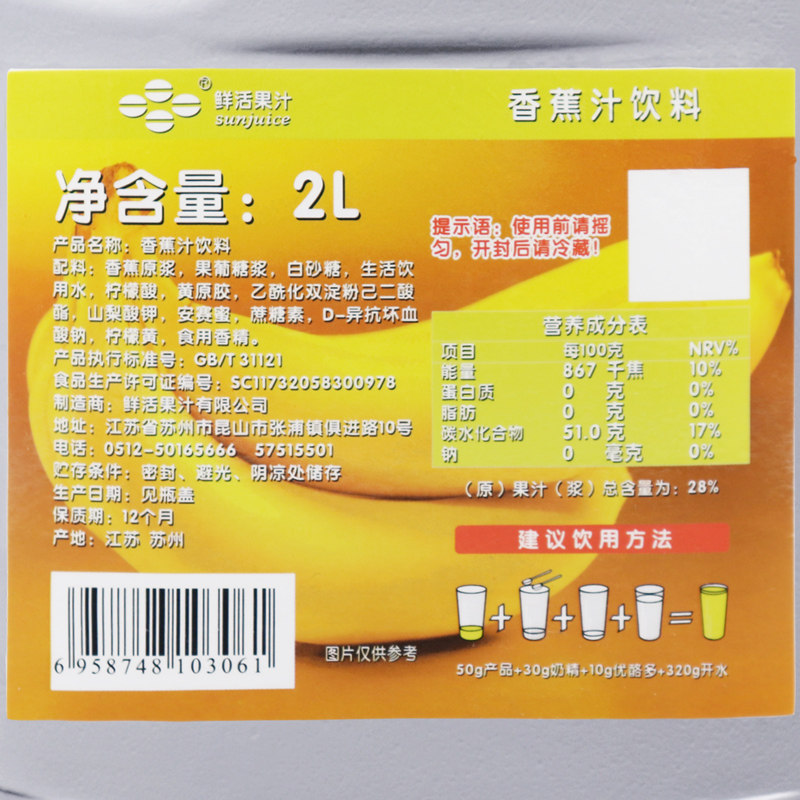 鲜活果汁
sunjuice
®
香蕉汁饮料
净含量：2L
产品名称：香蕉汁饮料
配料：香蕉原浆，果葡糖浆，白砂糖，生活饮
用水，柠檬酸，黄原胶，乙酰化双淀粉己二酸
酯，山梨酸钾，安赛蜜，蔗糖素，D-异抗坏血
酸钠，柠檬黄，食用香精。
产品执行标准号：GB/T 31121
食品生产许可证编号：SC11732058300978
制造商：鲜活果汁有限公司
地址：江苏省苏州市昆山市张浦镇俱进路10号
电话：0512-50165666 57515501
贮存条件：密封、避光、阴凉处储存
生产日期：见瓶盖
保质期：12个月
产地：江苏 苏州
6 958748 103061
图片仅供参考
提示语：使用前请摇
匀，开封后请冷藏！
营养成分表
项目 每100克 NRV%
能量 867 千焦 10%
蛋白质 0 克 0%
脂肪 0 克 0%
碳水化合物 51.0 克 17%
钠 0 毫克 0%
（原）果汁（浆）总含量为：28%
建议饮用方法
+ + + =
50g产品+30g奶精+10g优酪多+320g开水